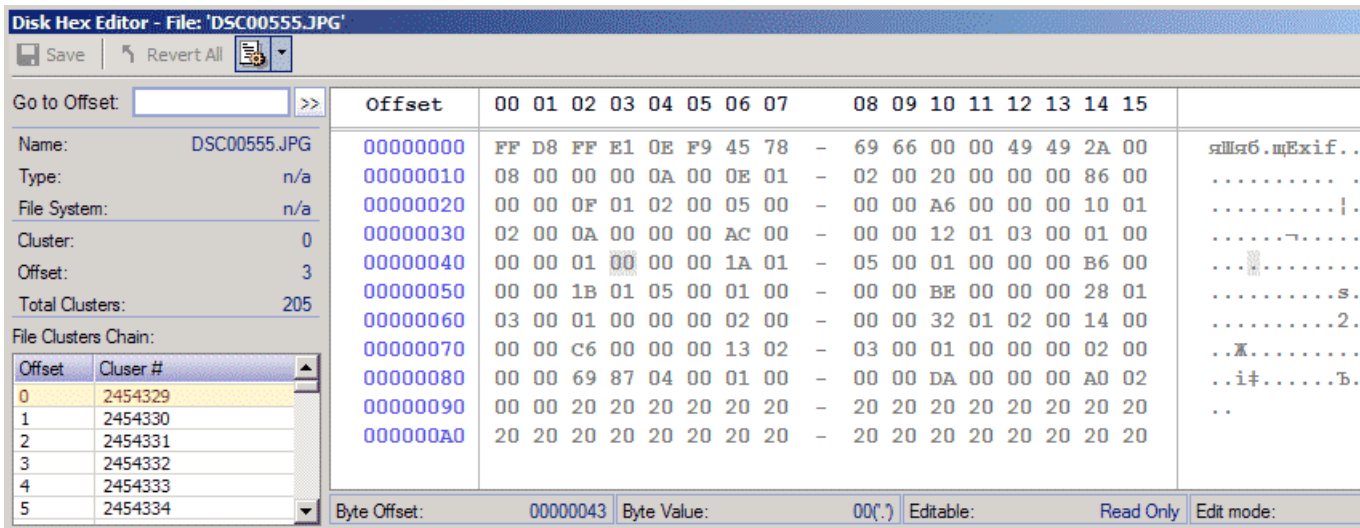 Disk Hex Editor - File: 'DSC00555.JPG'
Save Revert All
Go to Offset: >>
Name: DSC00555.JPG
Type: n/a
File System: n/a
Cluster: 0
Offset: 3
Total Clusters: 205
File Clusters Chain:
Offset Cluser #
0 2454329
1 2454330
2 2454331
3 2454332
4 2454333
5 2454334
Offset 00 01 02 03 04 05 06 07 08 09 10 11 12 13 14 15
00000000 FF D8 FF E1 0E F9 45 78 - 69 66 00 00 49 49 2A 00 яШяб.щExif..
00000010 08 00 00 00 0A 00 0E 01 - 02 00 20 00 00 00 86 00 .......... .
00000020 00 00 0F 01 02 00 05 00 - 00 00 A6 00 00 00 10 01 ..........¦.
00000030 02 00 0A 00 00 00 AC 00 - 00 00 12 01 03 00 01 00 ......¬.....
00000040 00 00 01 00 00 00 1A 01 - 05 00 01 00 00 00 B6 00 ............
00000050 00 00 1B 01 05 00 01 00 - 00 00 BE 00 00 00 28 01 ..........s.
00000060 03 00 01 00 00 00 02 00 - 00 00 32 01 02 00 14 00 ..........2.
00000070 00 00 C6 00 00 00 13 02 - 03 00 01 00 00 00 02 00 ..Ж.........
00000080 00 00 69 87 04 00 01 00 - 00 00 DA 00 00 00 A0 02 ..i‡......Ъ.
00000090 00 00 20 20 20 20 20 20 - 20 20 20 20 20 20 20 20 ..
000000A0 20 20 20 20 20 20 20 20 - 20 20 20 20 20 20 20 20
Byte Offset: 00000043 Byte Value: 00('.') Editable: Read Only Edit mode: